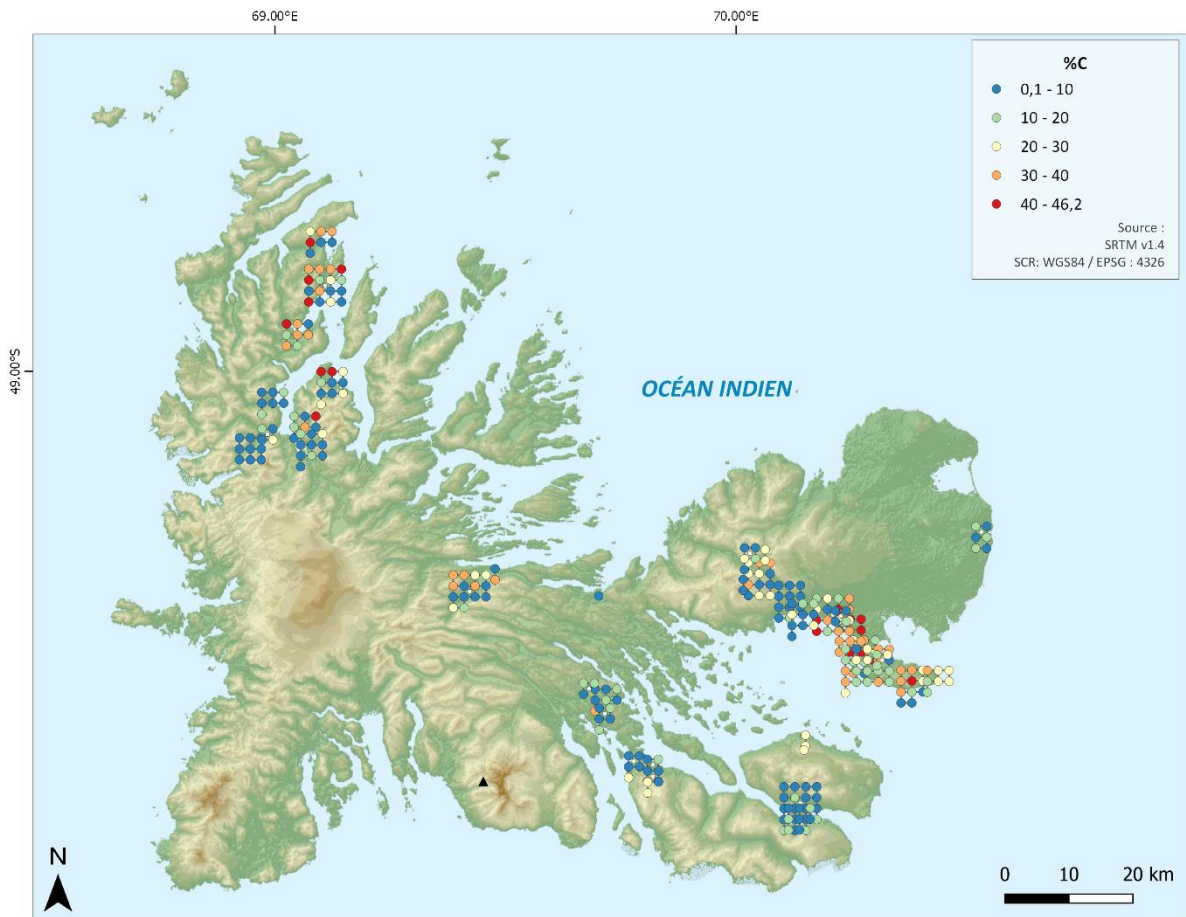 69.00°E
70.00°E
%C
0,1 - 10
10 - 20
20 - 30
30 - 40
40 - 46,2
Source :
SRTM v1.4
SCR: WGS84 / EPSG : 4326
49.00°S
OCÉAN INDIEN
N
0 10 20 km